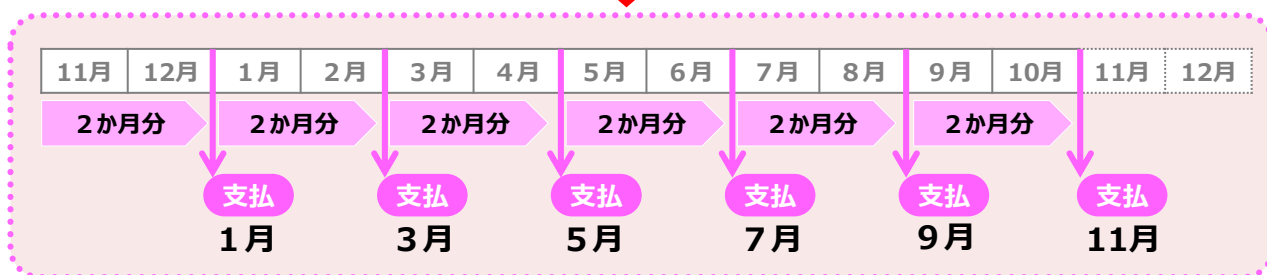 11月 12月 1月 2月 3月 4月 5月 6月 7月 8月 9月 10月 11月 12月
2か月分 2か月分 2か月分 2か月分 2か月分 2か月分
支払 支払 支払 支払 支払 支払
1月 3月 5月 7月 9月 11月